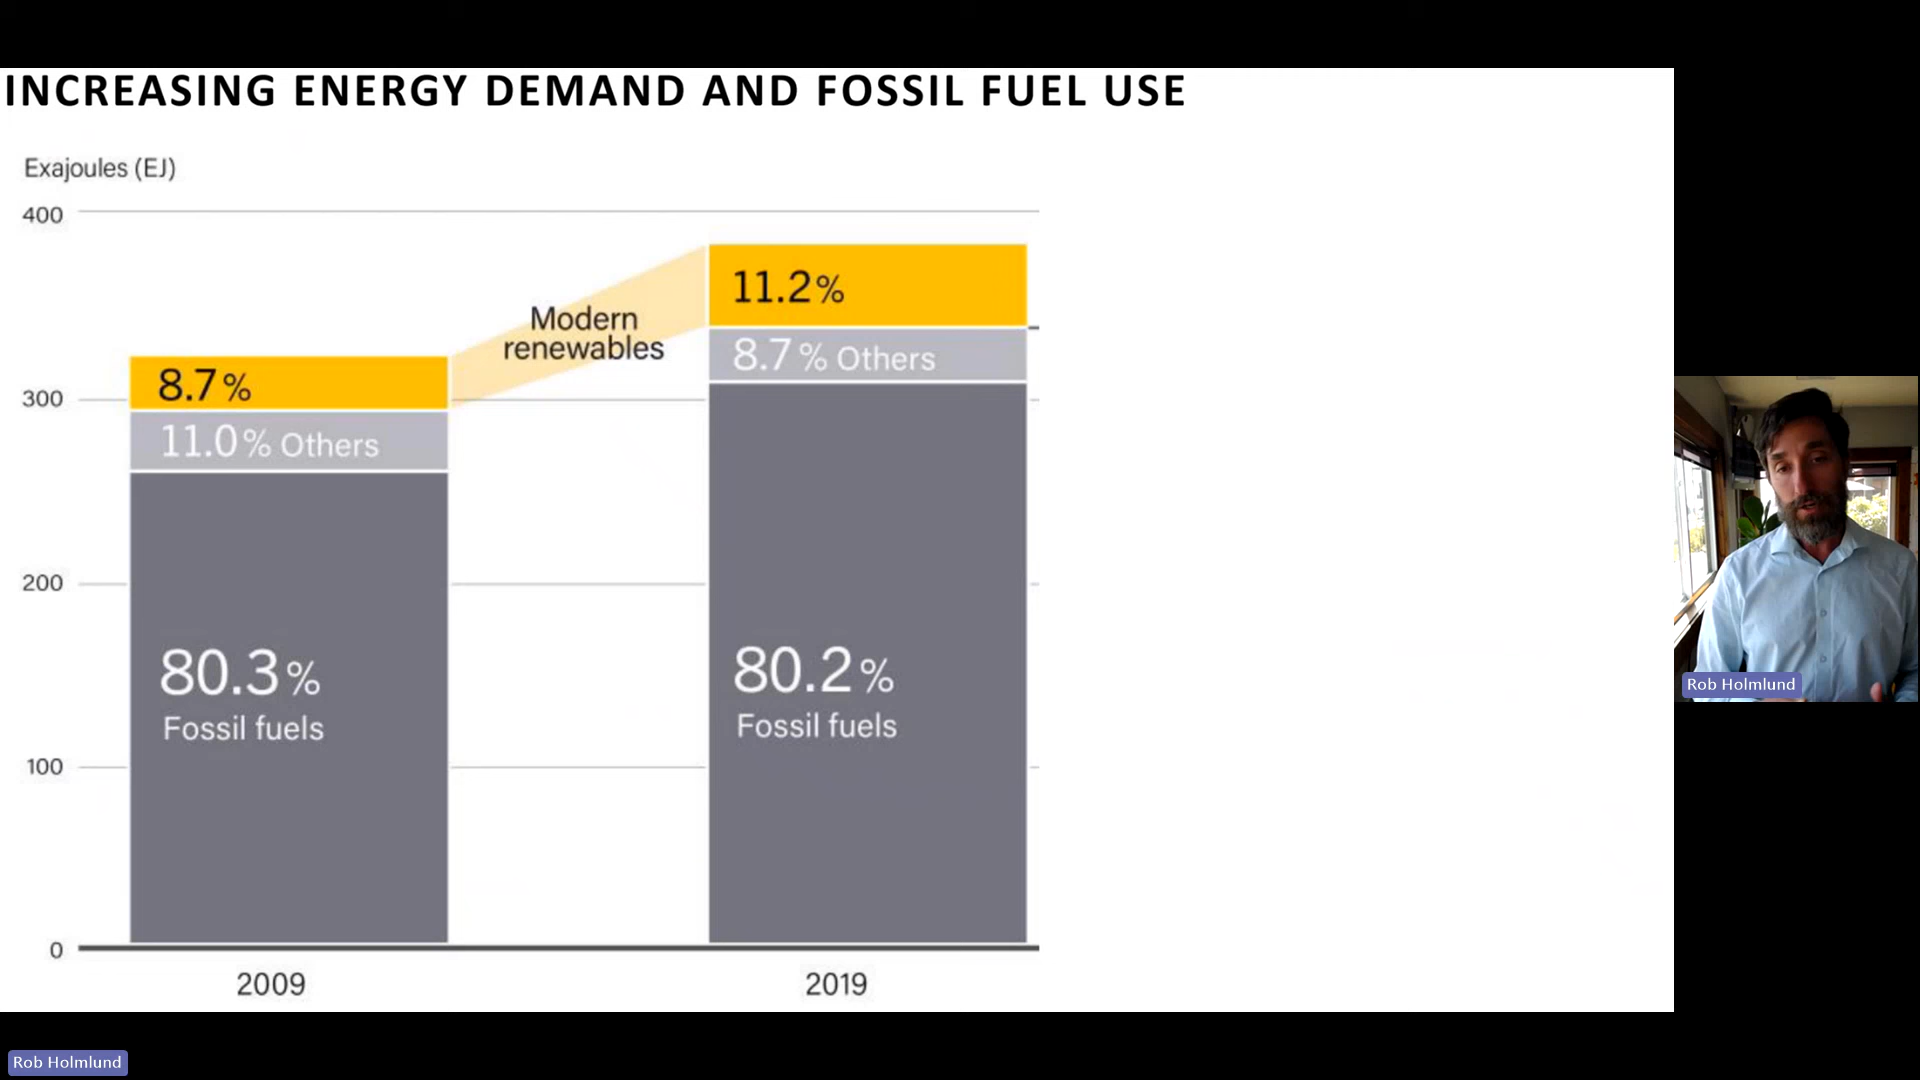 INCREASING ENERGY DEMAND AND FOSSIL FUEL USE
Exajoules (EJ)
400
300
200
100
0
8.7%
11.0% Others
80.3%
Fossil fuels
Modern
renewables
11.2%
8.7% Others
80.2%
Fossil fuels
2009
2019
Rob Holmlund
Rob Holmlund